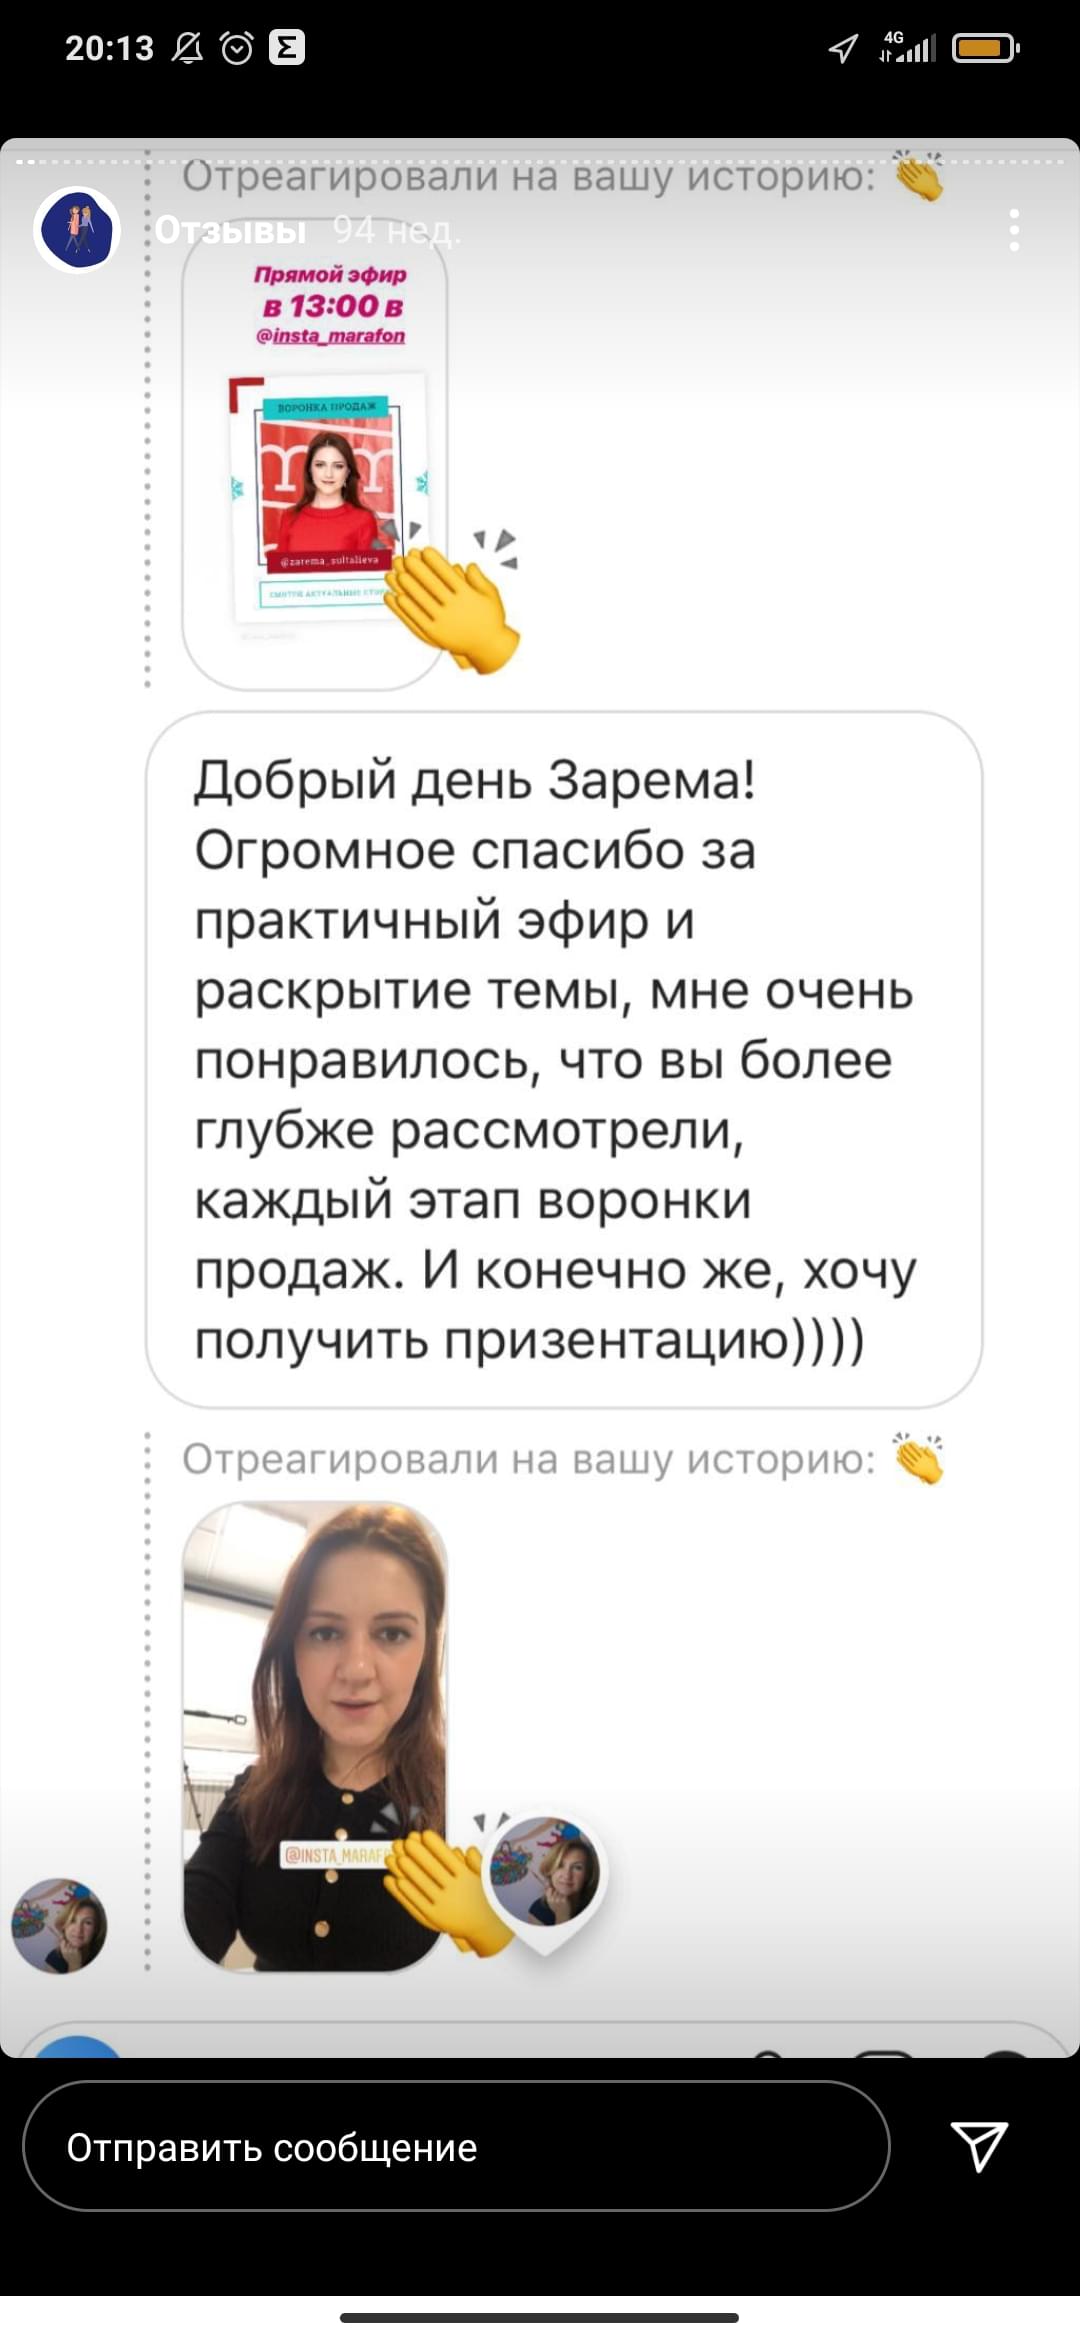 20:13
4G
Отреагировали на вашу историю: 👏
Отзывы 94 нед.
Прямой эфир
в 13:00 в
@insta_marafon
ВОРОНКА ПРОДАЖ
@zarema_sultalieva
СМОТРИ АКТУАЛЬНЫЕ
Добрый день Зарема!
Огромное спасибо за
практичный эфир и
раскрытие темы, мне очень
понравилось, что вы более
глубже рассмотрели,
каждый этап воронки
продаж. И конечно же, хочу
получить призентацию))))
Отреагировали на вашу историю: 👏
@INSTA_MARAF
Отправить сообщение